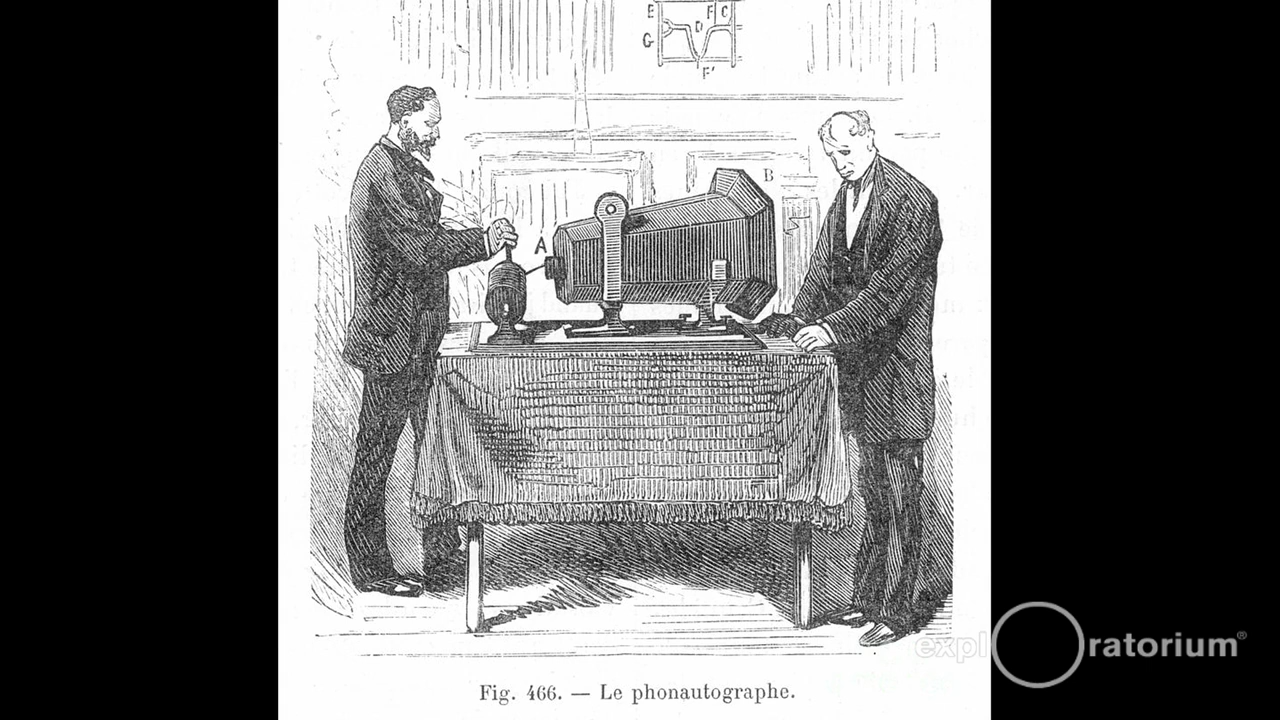 E F C
D
G
F'
B
A
Fig. 466. — Le phonautographe.
exploratorium®